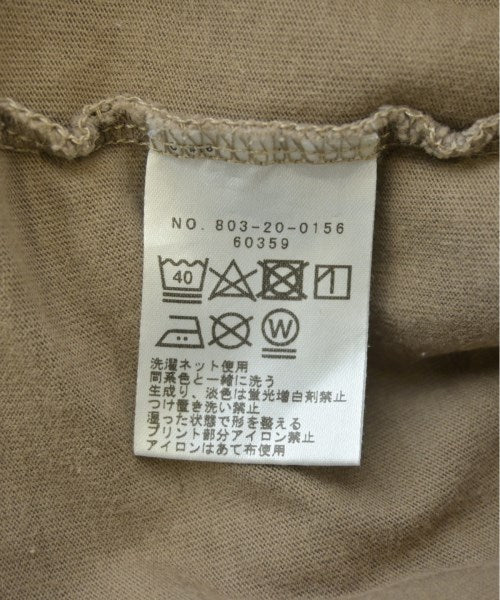 NO. 803-20-0156
60359
40
W
洗濯ネット使用
同系色と一緒に洗う
生成り、淡色は蛍光増白剤禁止
つけ置き洗い禁止
湿った状態で形を整える
プリント部分アイロン禁止
アイロンはあて布使用